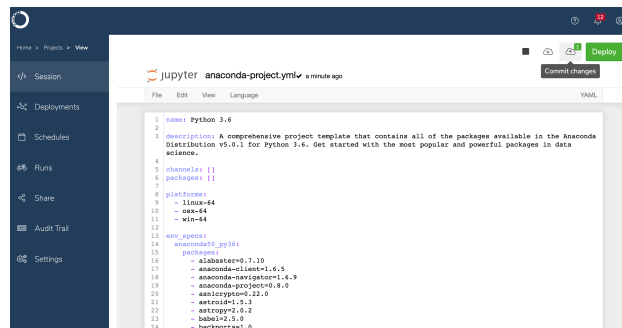 12
Home > Projects > View
1
Deploy
Commit changes
</> Session
Deployments
Schedules
Runs
Share
Audit Trail
Settings
jupyter anaconda-project.yml✔ a minute ago
File Edit View Language YAML
1 name: Python 3.6
2
3 description: A comprehensive project template that contains all of the packages available in the Anaconda
Distribution v5.0.1 for Python 3.6. Get started with the most popular and powerful packages in data
science.
4
5 channels: []
6 packages: []
7
8 platforms:
9 - linux-64
10 - osx-64
11 - win-64
12
13 env_specs:
14 anaconda50_py36:
15 packages:
16 - alabaster=0.7.10
17 - anaconda-client=1.6.5
18 - anaconda-navigator=1.6.9
19 - anaconda-project=0.8.0
20 - asn1crypto=0.22.0
21 - astroid=1.5.3
22 - astropy=2.0.2
23 - babel=2.5.0
24 - backports=1.0